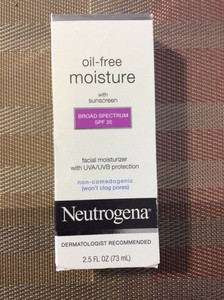 oil-free
moisture
with
sunscreen
BROAD SPECTRUM
SPF 35
facial moisturizer
with UVA/UVB protection
non-comedogenic
(won't clog pores)
Neutrogena
DERMATOLOGIST RECOMMENDED
2.5 FL OZ (73 mL)